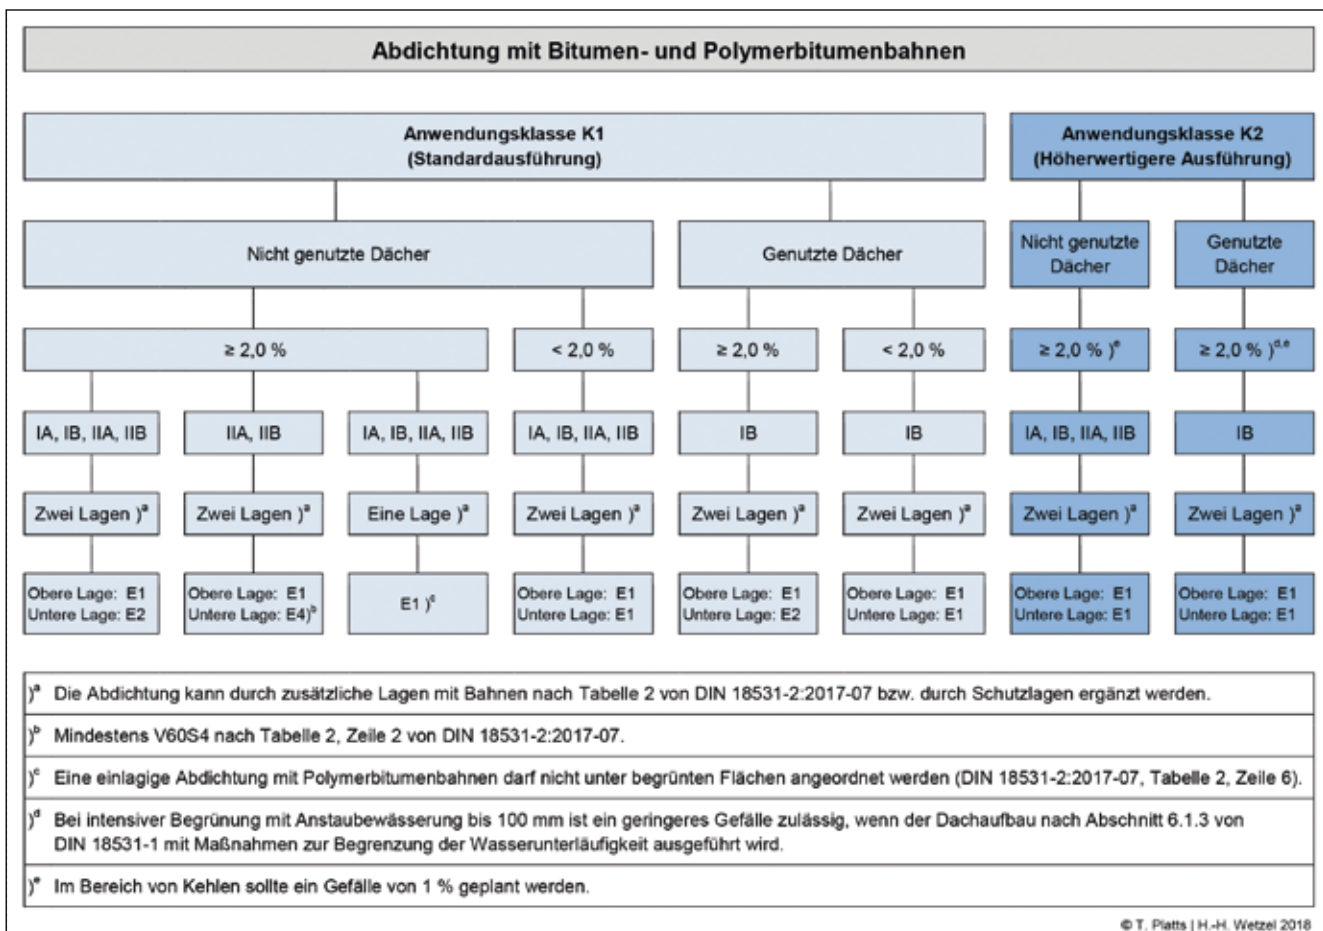 Abdichtung mit Bitumen- und Polymerbitumenbahnen
Anwendungsklasse K1
(Standardausführung)
Anwendungsklasse K2
(Höherwertigere Ausführung)
Nicht genutzte Dächer
Genutzte Dächer
Nicht genutzte
Dächer
Genutzte
Dächer
≥ 2,0 %
< 2,0 %
≥ 2,0 %
< 2,0 %
≥ 2,0 % )e
≥ 2,0 % )d,e
IA, IB, IIA, IIB
IIA, IIB
IA, IB, IIA, IIB
IA, IB, IIA, IIB
IB
IB
IA, IB, IIA, IIB
IB
Zwei Lagen )a
Zwei Lagen )a
Eine Lage )a
Zwei Lagen )a
Zwei Lagen )a
Zwei Lagen )a
Zwei Lagen )a
Zwei Lagen )a
Obere Lage: E1
Untere Lage: E2
Obere Lage: E1
Untere Lage: E4)b
E1 )c
Obere Lage: E1
Untere Lage: E1
Obere Lage: E1
Untere Lage: E2
Obere Lage: E1
Untere Lage: E1
Obere Lage: E1
Untere Lage: E1
Obere Lage: E1
Untere Lage: E1
)a Die Abdichtung kann durch zusätzliche Lagen mit Bahnen nach Tabelle 2 von DIN 18531-2:2017-07 bzw. durch Schutzlagen ergänzt werden.
)b Mindestens V60S4 nach Tabelle 2, Zeile 2 von DIN 18531-2:2017-07.
)c Eine einlagige Abdichtung mit Polymerbitumenbahnen darf nicht unter begrünten Flächen angeordnet werden (DIN 18531-2:2017-07, Tabelle 2, Zeile 6).
)d Bei intensiver Begrünung mit Anstaubewässerung bis 100 mm ist ein geringeres Gefälle zulässig, wenn der Dachaufbau nach Abschnitt 6.1.3 von
DIN 18531-1 mit Maßnahmen zur Begrenzung der Wasserunterläufigkeit ausgeführt wird.
)e Im Bereich von Kehlen sollte ein Gefälle von 1 % geplant werden.
© T. Platts | H.-H. Wetzel 2018